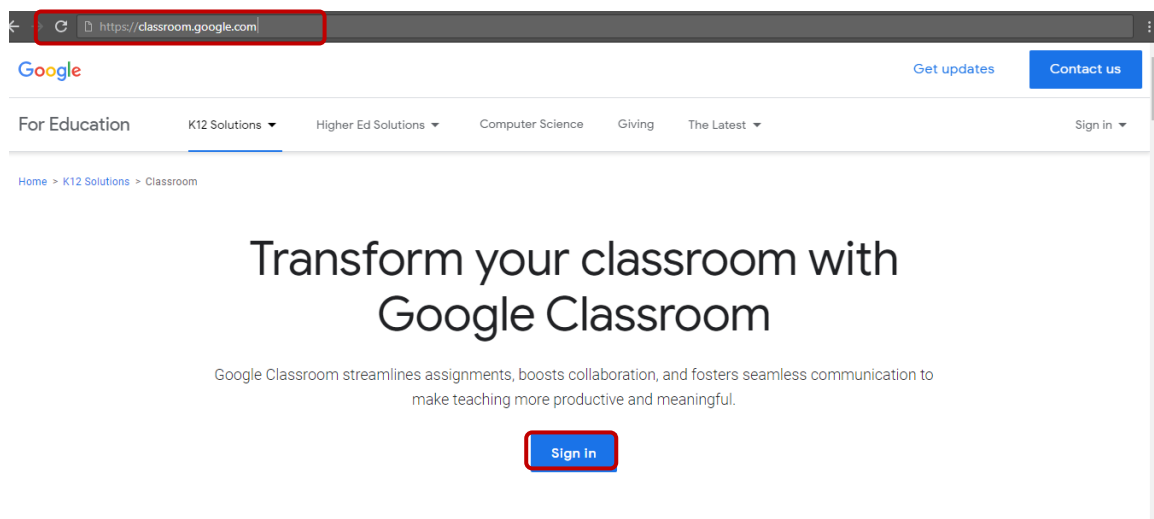 https://classroom.google.com
Google
Get updates
Contact us
For Education
K12 Solutions
Higher Ed Solutions
Computer Science
Giving
The Latest
Sign in
Home > K12 Solutions > Classroom
Transform your classroom with
Google Classroom
Google Classroom streamlines assignments, boosts collaboration, and fosters seamless communication to
make teaching more productive and meaningful.
Sign in